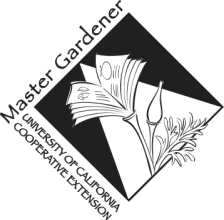 Master Gardener
UNIVERSITY OF CALIFORNIA
COOPERATIVE EXTENSION